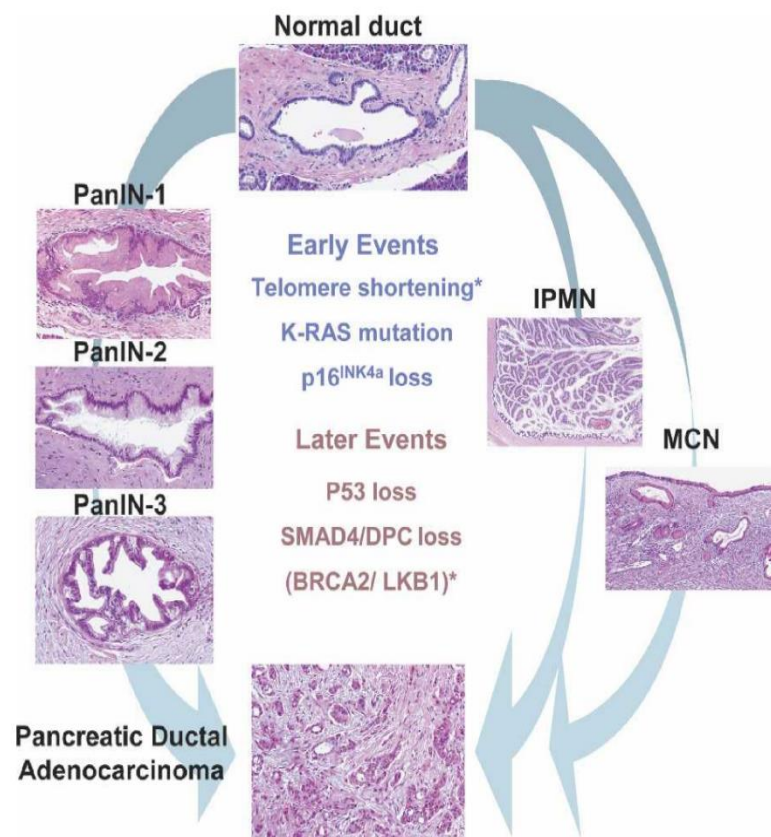 Normal duct
PanIN-1
Early Events
Telomere shortening*
IPMN
K-RAS mutation
PanIN-2
p16INK4a loss
Later Events
MCN
P53 loss
PanIN-3
SMAD4/DPC loss
(BRCA2/ LKB1)*
Pancreatic Ductal
Adenocarcinoma